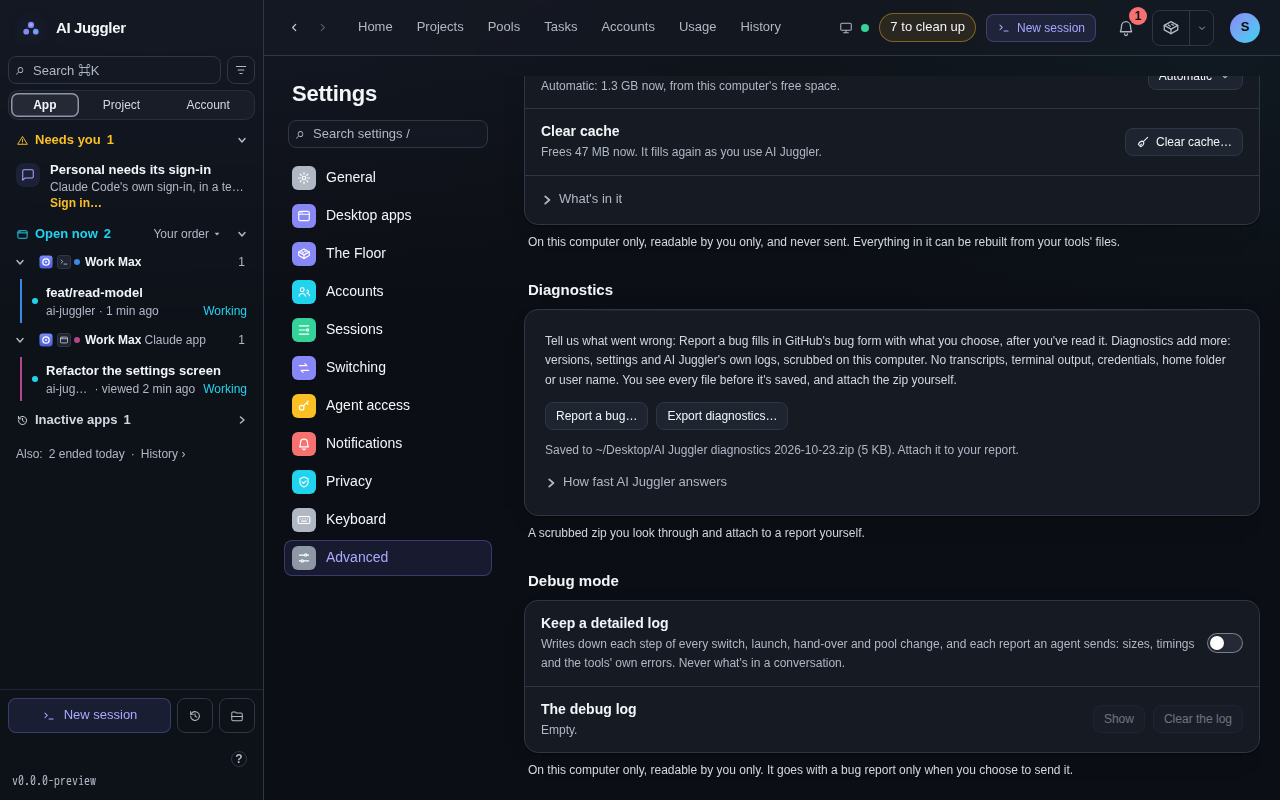 AI Juggler
Search ⌘K
App Project Account
Needs you 1
Personal needs its sign-in
Claude Code's own sign-in, in a te…
Sign in…
Open now 2 Your order
Work Max 1
feat/read-model
ai-juggler · 1 min ago Working
Work Max Claude app 1
Refactor the settings screen
ai-jug… · viewed 2 min ago Working
Inactive apps 1
Also: 2 ended today · History ›
New session
?
v0.0.0-preview
Home Projects Pools Tasks Accounts Usage History
7 to clean up
New session
1
S
Settings
Search settings /
General
Desktop apps
The Floor
Accounts
Sessions
Switching
Agent access
Notifications
Privacy
Keyboard
Advanced
Automatic: 1.3 GB now, from this computer's free space.
Automatic
Clear cache
Frees 47 MB now. It fills again as you use AI Juggler.
Clear cache…
What's in it
On this computer only, readable by you only, and never sent. Everything in it can be rebuilt from your tools' files.
Diagnostics
Tell us what went wrong: Report a bug fills in GitHub's bug form with what you choose, after you've read it. Diagnostics add more:
versions, settings and AI Juggler's own logs, scrubbed on this computer. No transcripts, terminal output, credentials, home folder
or user name. You see every file before it's saved, and attach the zip yourself.
Report a bug… Export diagnostics…
Saved to ~/Desktop/AI Juggler diagnostics 2026-10-23.zip (5 KB). Attach it to your report.
How fast AI Juggler answers
A scrubbed zip you look through and attach to a report yourself.
Debug mode
Keep a detailed log
Writes down each step of every switch, launch, hand-over and pool change, and each report an agent sends: sizes, timings
and the tools' own errors. Never what's in a conversation.
The debug log
Empty.
Show Clear the log
On this computer only, readable by you only. It goes with a bug report only when you choose to send it.